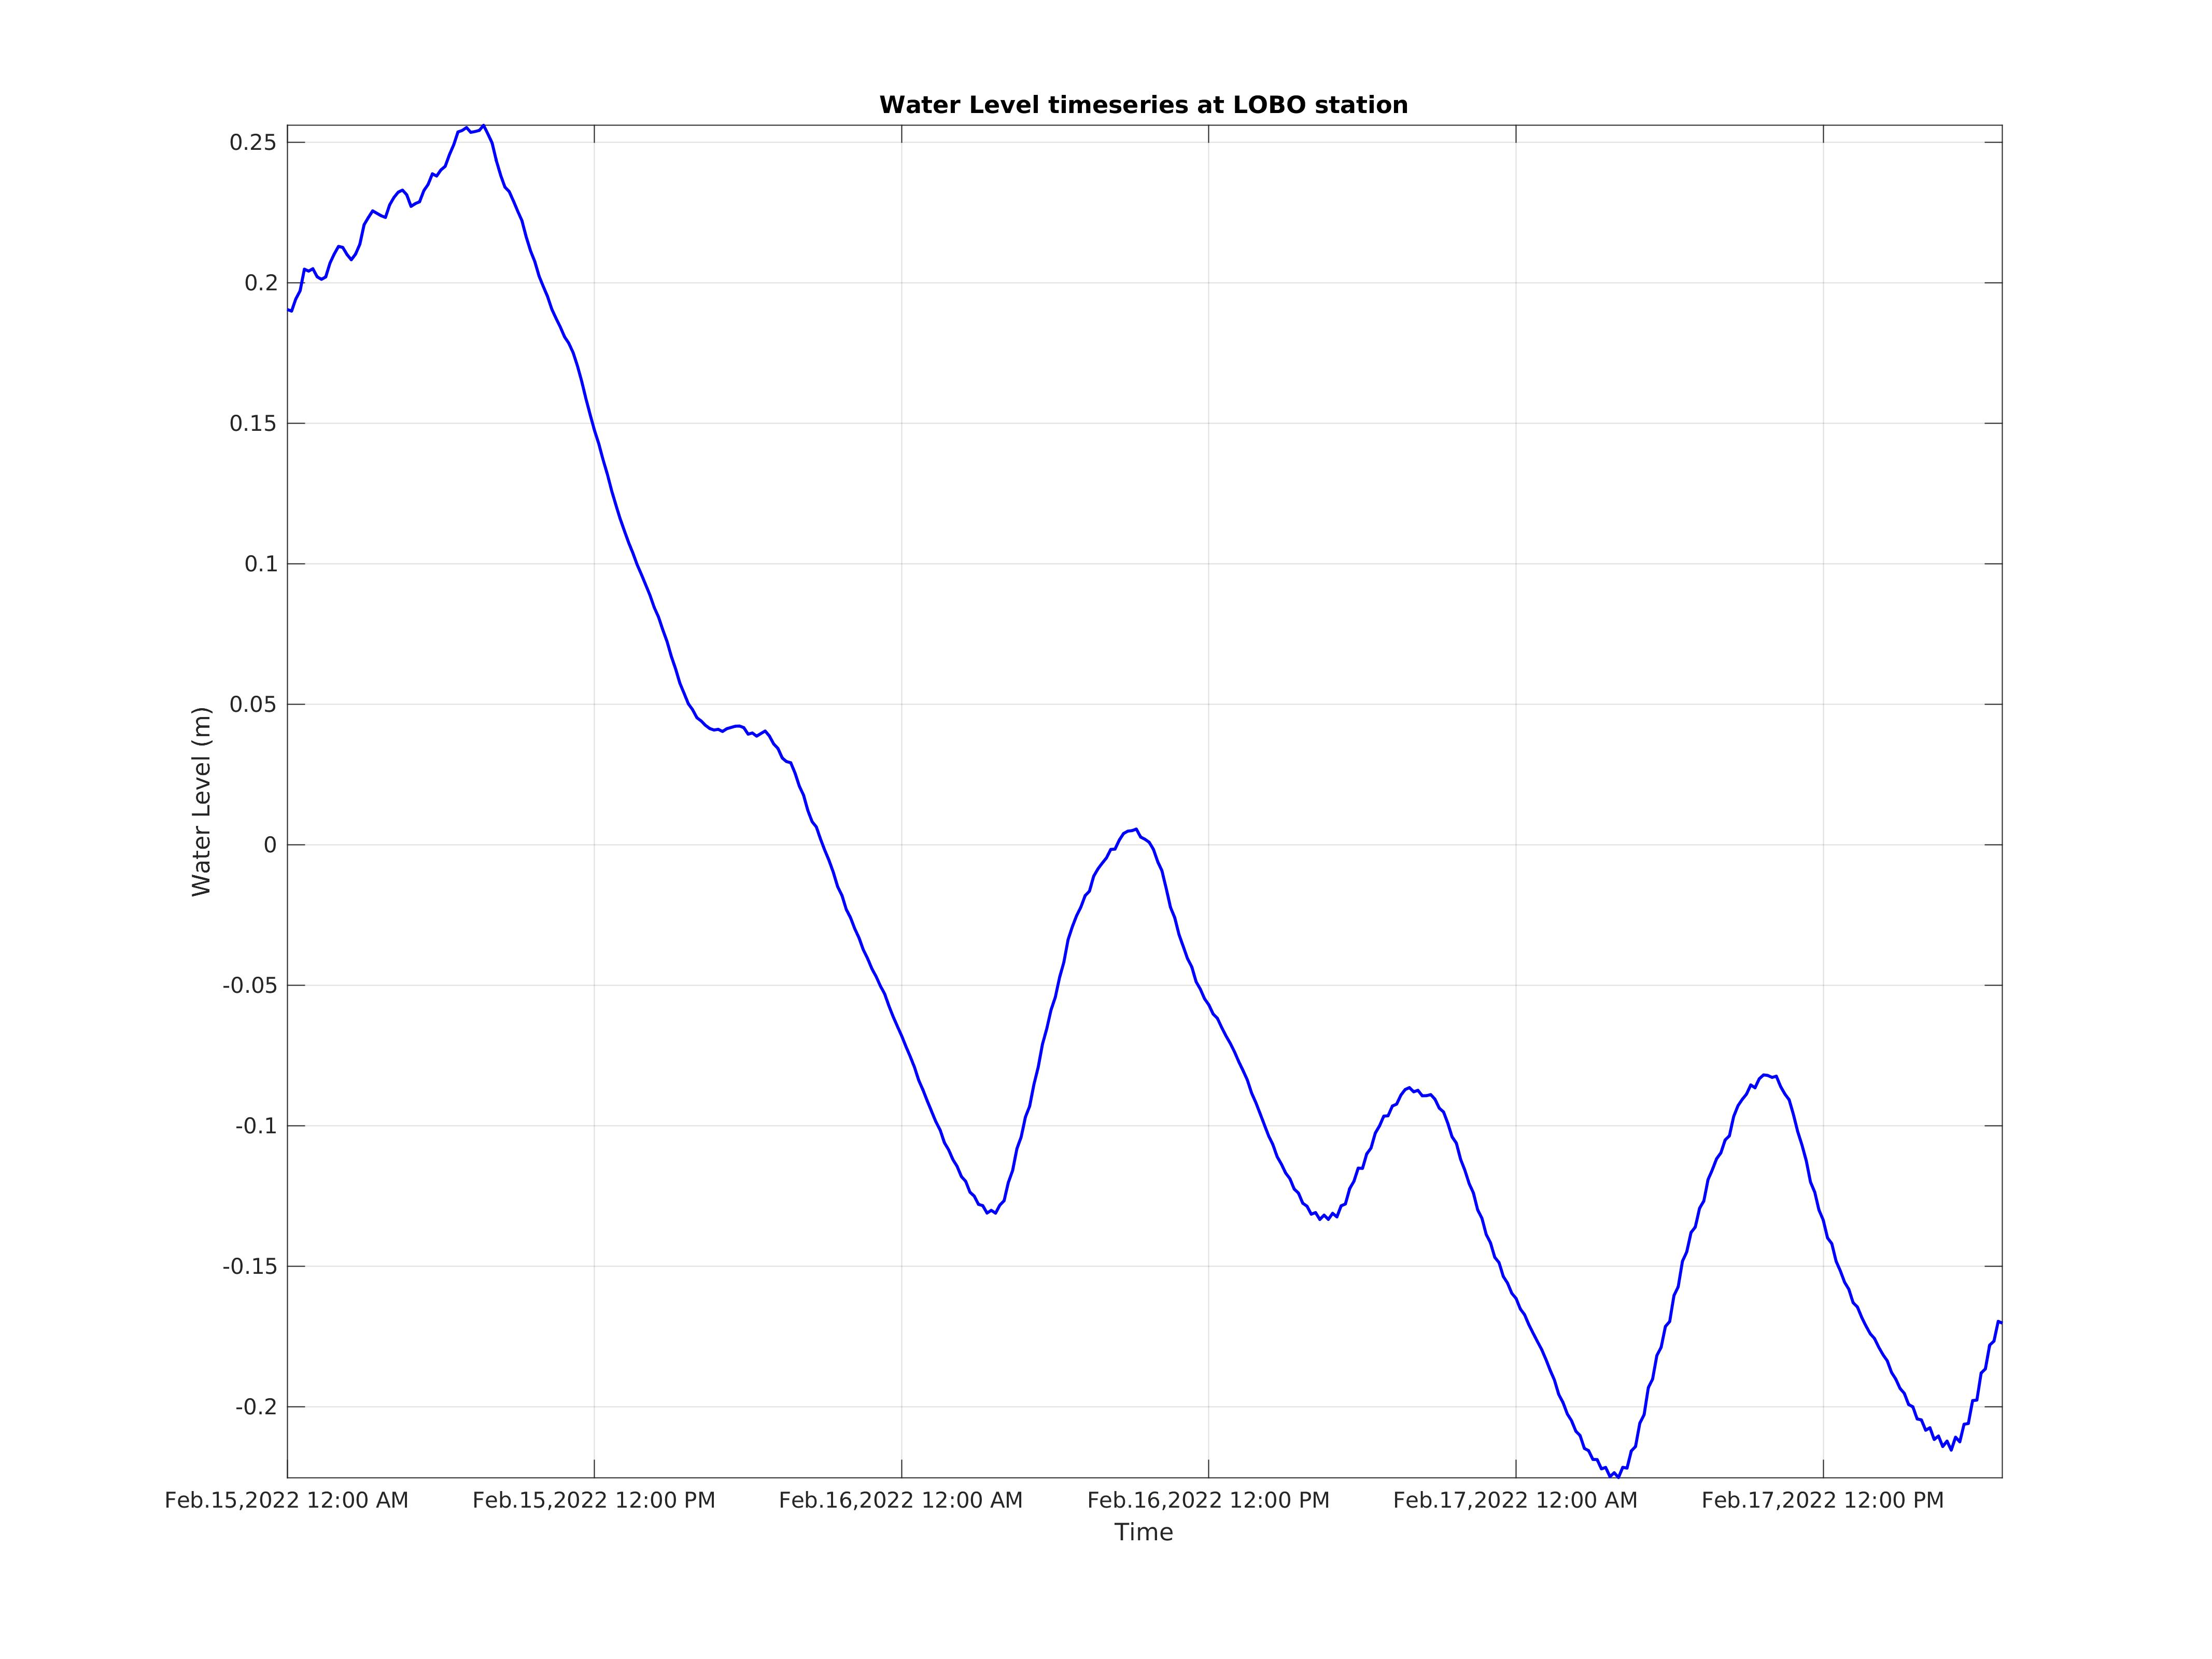 Water Level timeseries at LOBO station
0.25
0.2
0.15
0.1
0.05
0
-0.05
-0.1
-0.15
-0.2
Water Level (m)
Feb.15,2022 12:00 AM
Feb.15,2022 12:00 PM
Feb.16,2022 12:00 AM
Feb.16,2022 12:00 PM
Feb.17,2022 12:00 AM
Feb.17,2022 12:00 PM
Time